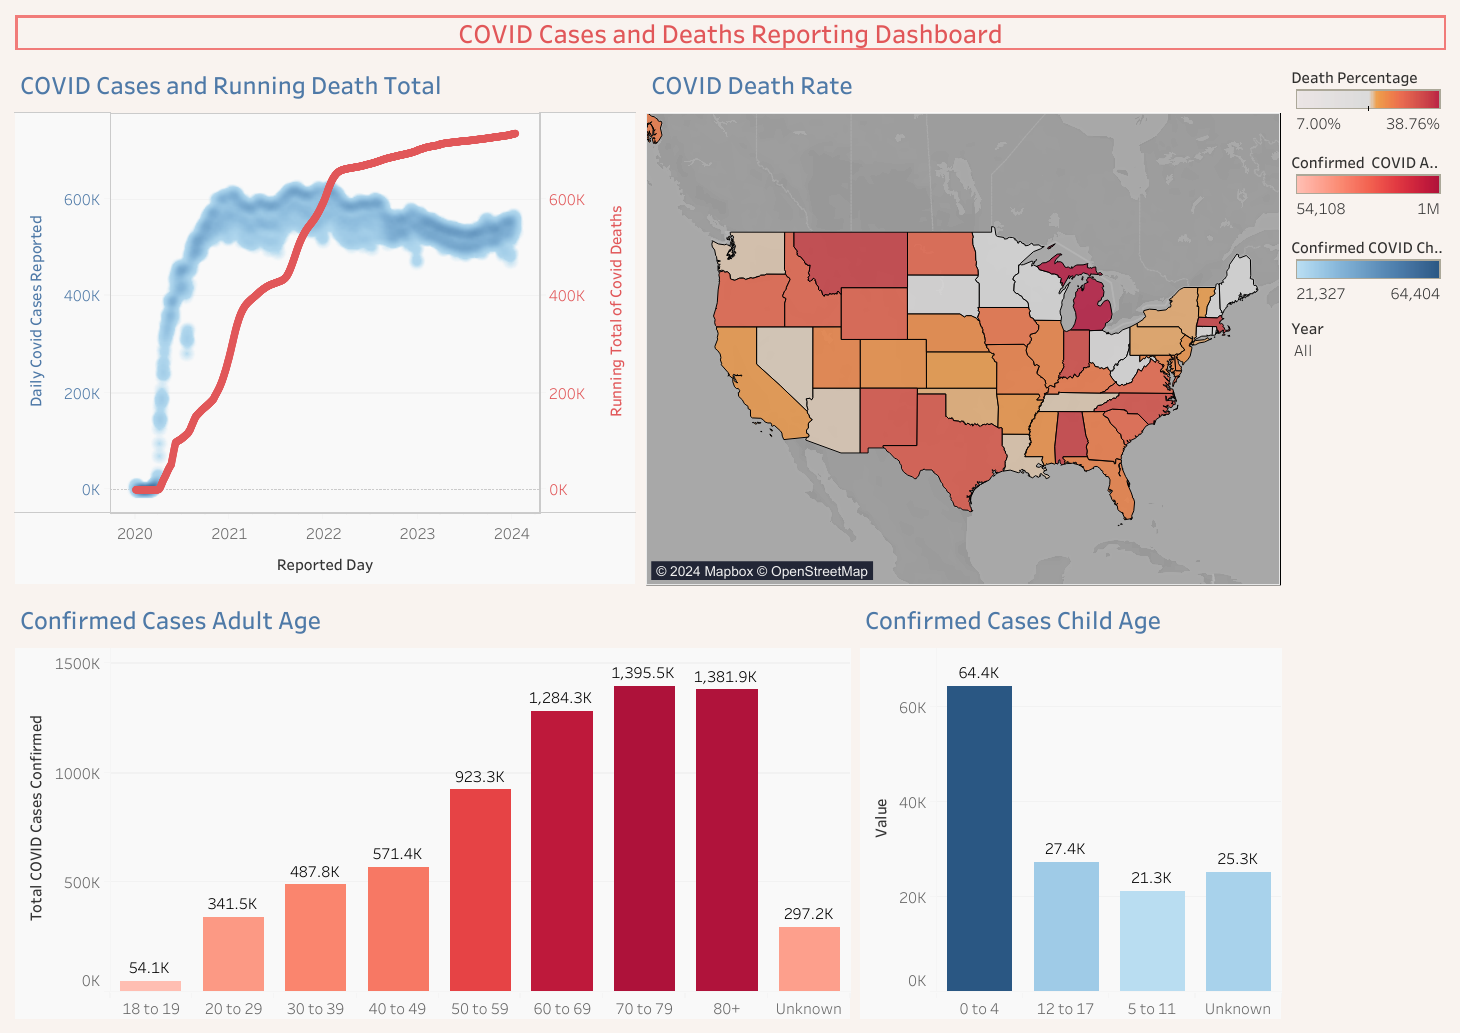 COVID Cases and Deaths Reporting Dashboard
COVID Cases and Running Death Total
Daily Covid Cases Reported
600K
400K
200K
0K
600K
400K
200K
0K
Running Total of Covid Deaths
2020
2021
2022
2023
2024
Reported Day
COVID Death Rate
© 2024 Mapbox © OpenStreetMap
Death Percentage
7.00%
38.76%
Confirmed  COVID A..
54,108
1M
Confirmed COVID Ch..
21,327
64,404
Year
All
Confirmed Cases Adult Age
Total COVID Cases Confirmed
1500K
1000K
500K
0K
54.1K
341.5K
487.8K
571.4K
923.3K
1,284.3K
1,395.5K
1,381.9K
297.2K
18 to 19
20 to 29
30 to 39
40 to 49
50 to 59
60 to 69
70 to 79
80+
Unknown
Confirmed Cases Child Age
Value
60K
40K
20K
0K
64.4K
27.4K
21.3K
25.3K
0 to 4
12 to 17
5 to 11
Unknown